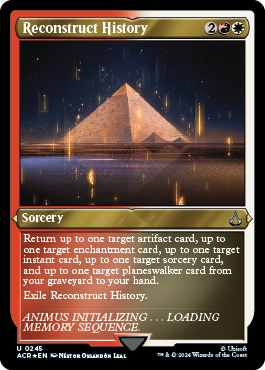 Reconstruct History 2
Sorcery
Return up to one target artifact card, up to
one target enchantment card, up to one target
instant card, up to one target sorcery card,
and up to one target planeswalker card from
your graveyard to your hand.
Exile Reconstruct History.
ANIMUS INITIALIZING . . . LOADING
MEMORY SEQUENCE.
U 0245
ACR★EN Néstor Ossandón Leal
© Ubisoft
™ & © 2024 Wizards of the Coast